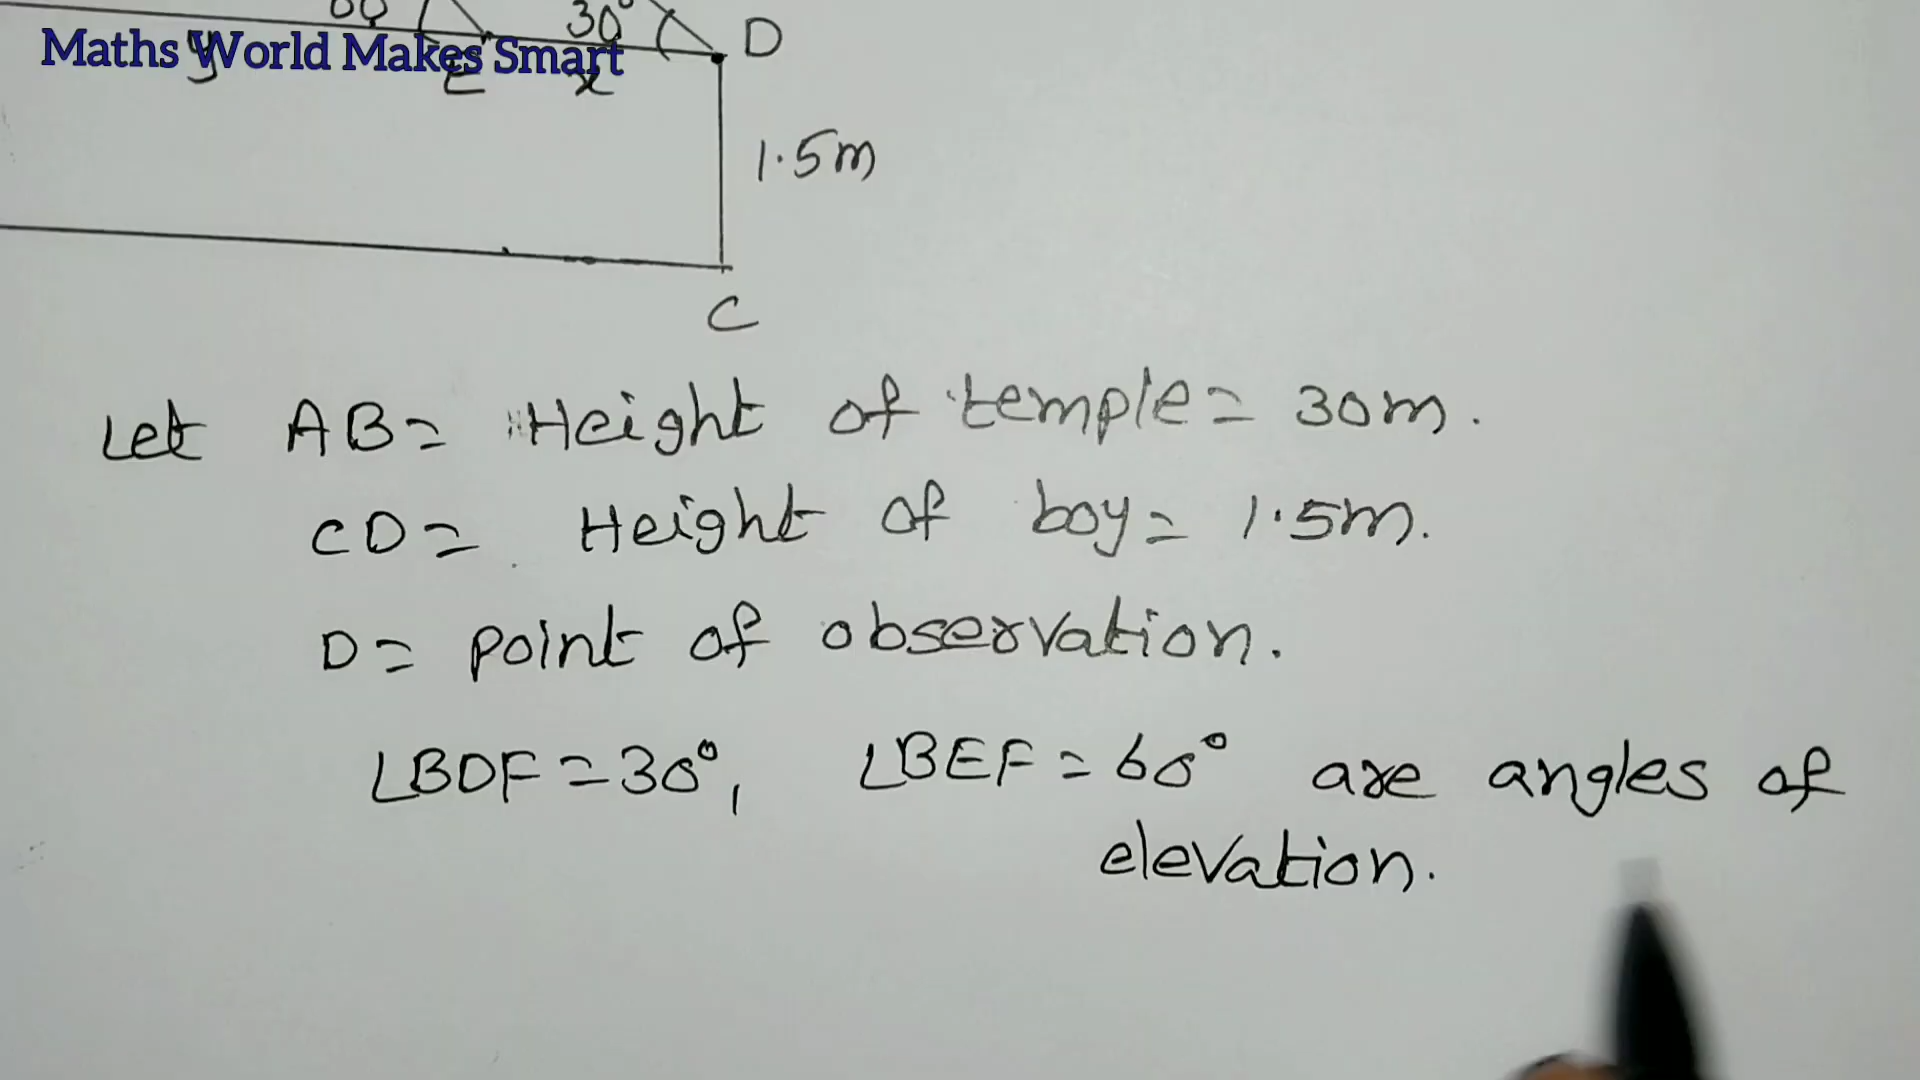 60° 30° D
Maths World Makes Smart
y E x
1.5m
C
Let AB = Height of temple = 30m.
CD = Height of boy = 1.5m.
D = point of observation.
∠BDF = 30°, ∠BEF = 60° are angles of
elevation.